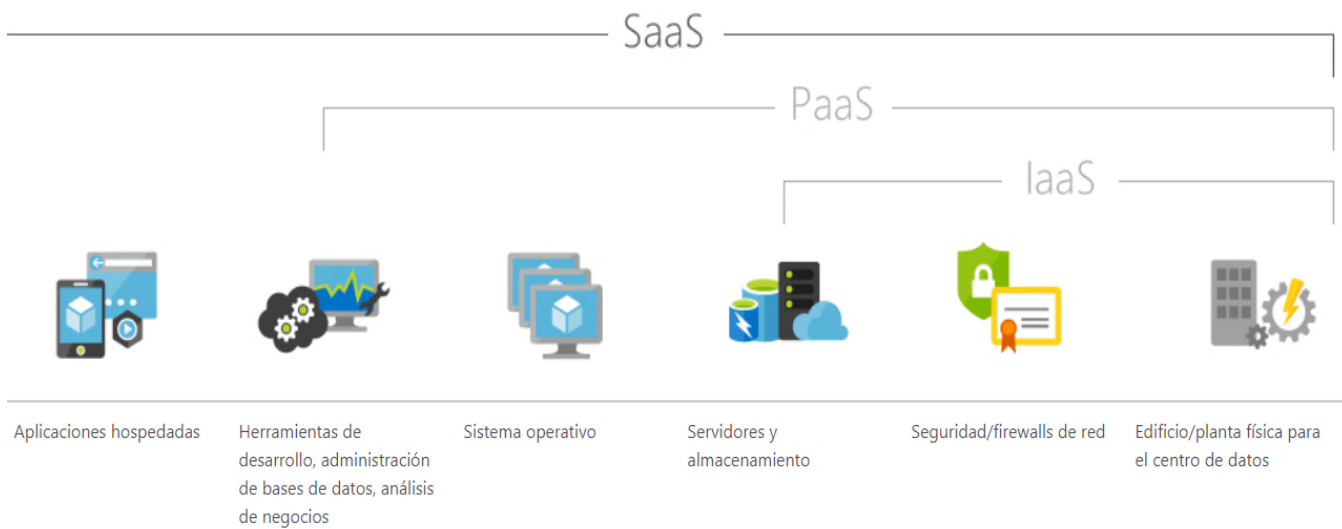 SaaS
PaaS
IaaS
Aplicaciones hospedadas
Herramientas de
desarrollo, administración
de bases de datos, análisis
de negocios
Sistema operativo
Servidores y
almacenamiento
Seguridad/firewalls de red
Edificio/planta física para
el centro de datos